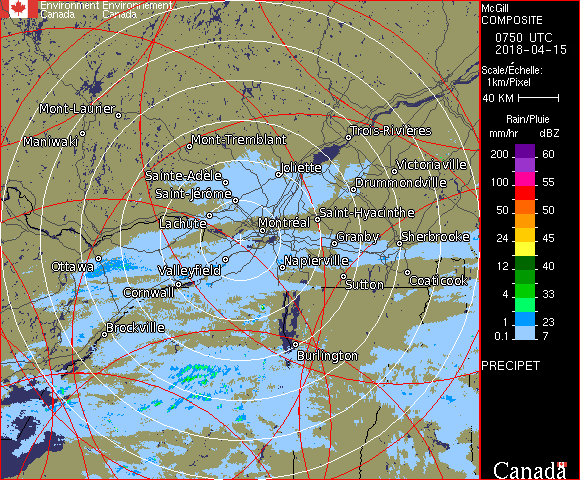 Environment Environnement
Canada Canada
McGill
COMPOSITE
0750 UTC
2018-04-15
Scale/Échelle:
1km/Pixel
40 KM
Rain/Pluie
mm/hr dBZ
200 60
100 55
50 50
24 45
12 40
4 33
1 23
0.1 7
PRECIPET
Canada
Mont-Laurier
Maniwaki
Mont-Tremblant
Trois-Rivières
Sainte-Adèle
Joliette
Victoriaville
Saint-Jérôme
Drummondville
Lachute
Saint-Hyacinthe
Montréal
Granby
Sherbrooke
Ottawa
Valleyfield
Napierville
Cornwall
Sutton
Coaticook
Brockville
Burlington